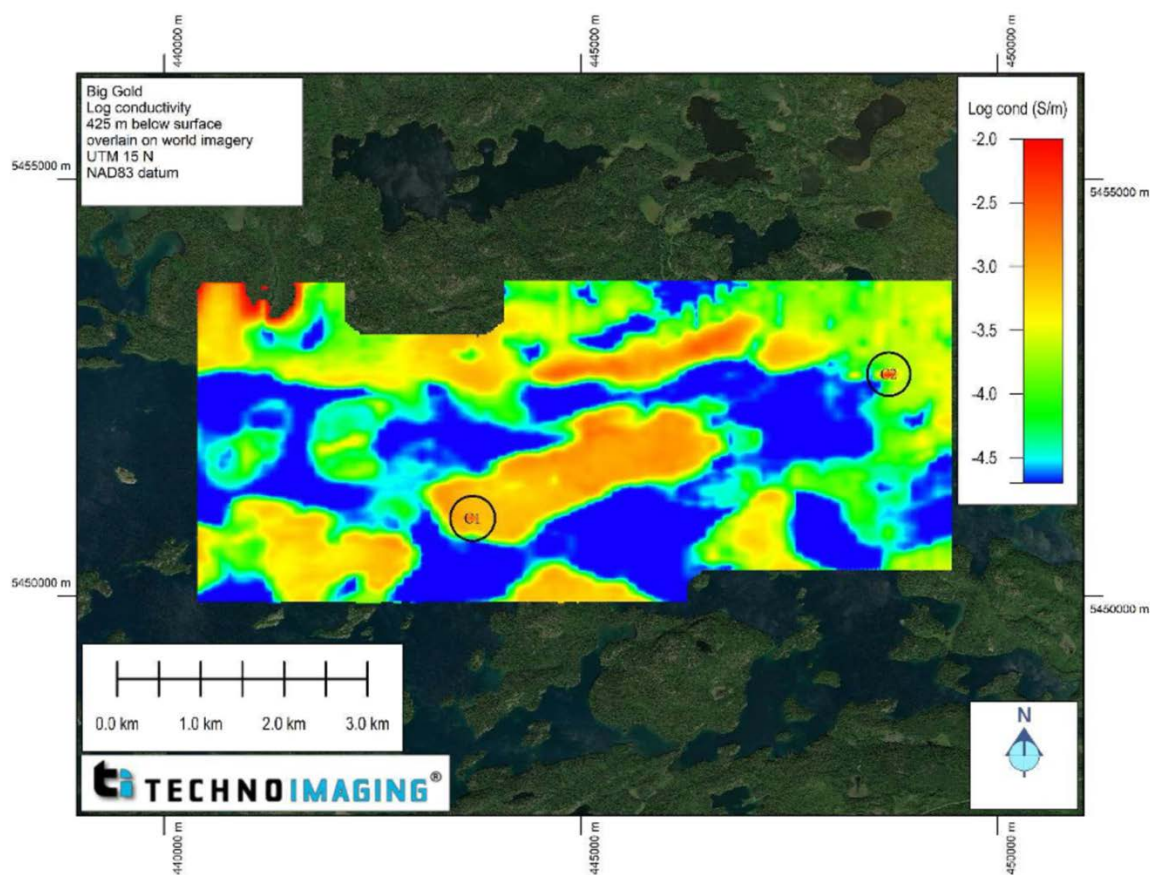 440000 m
445000 m
450000 m
Big Gold
Log conductivity
425 m below surface
overlain on world imagery
UTM 15 N
NAD83 datum
Log cond (S/m)
-2.0
-2.5
-3.0
-3.5
-4.0
-4.5
5455000 m
5455000 m
5450000 m
5450000 m
0.0 km 1.0 km 2.0 km 3.0 km
N
ti TECHNOIMAGING®
440000 m
445000 m
450000 m